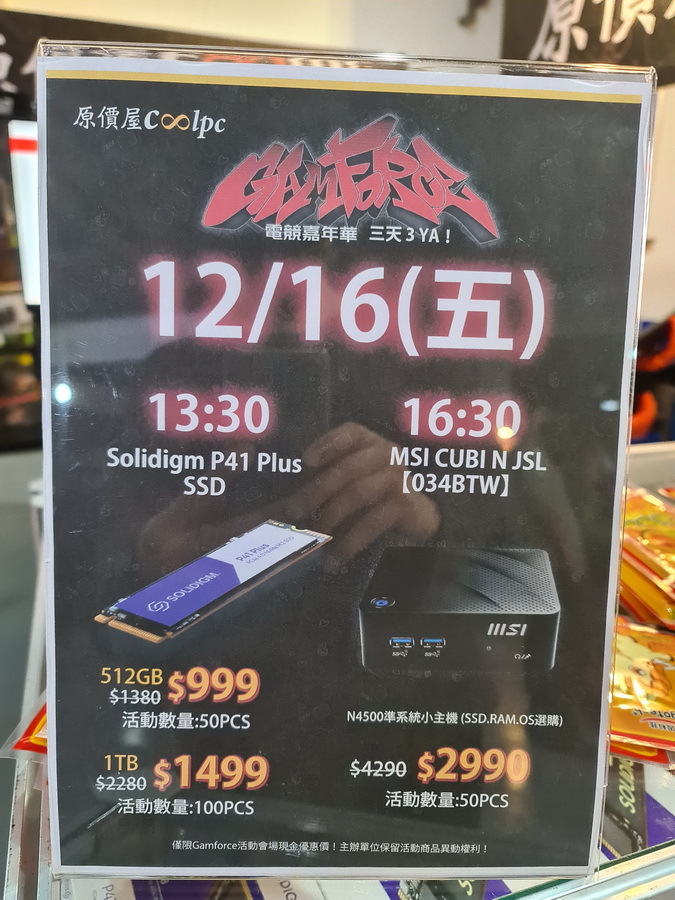 原價屋coolpc
GAMFORCE
電競嘉年華 三天3YA！
12/16(五)
13:30
Solidigm P41 Plus
SSD
16:30
MSI CUBI N JSL
【034BTW】
P41 Plus
SOLIDIGM
msi
512GB $1380 $999
活動數量:50PCS
1TB $2280 $1499
活動數量:100PCS
N4500準系統小主機 (SSD.RAM.OS選購)
$4290 $2990
活動數量:50PCS
僅限Gamforce活動會場現金優惠價！主辦單位保留活動商品異動權利！